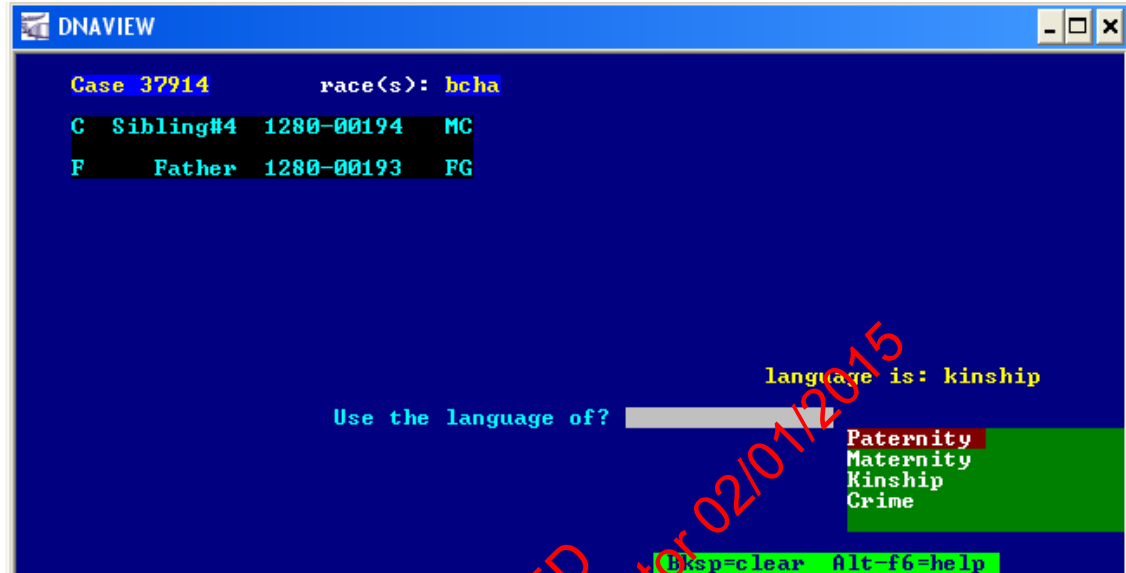 DNAVIEW
Case 37914 race(s): bcha
C Sibling#4 1280-00194 MC
F Father 1280-00193 FG
language is: kinship
Use the language of?
Paternity
Maternity
Kinship
Crime
Bksp=clear Alt-f6=help
or 02/01/2015